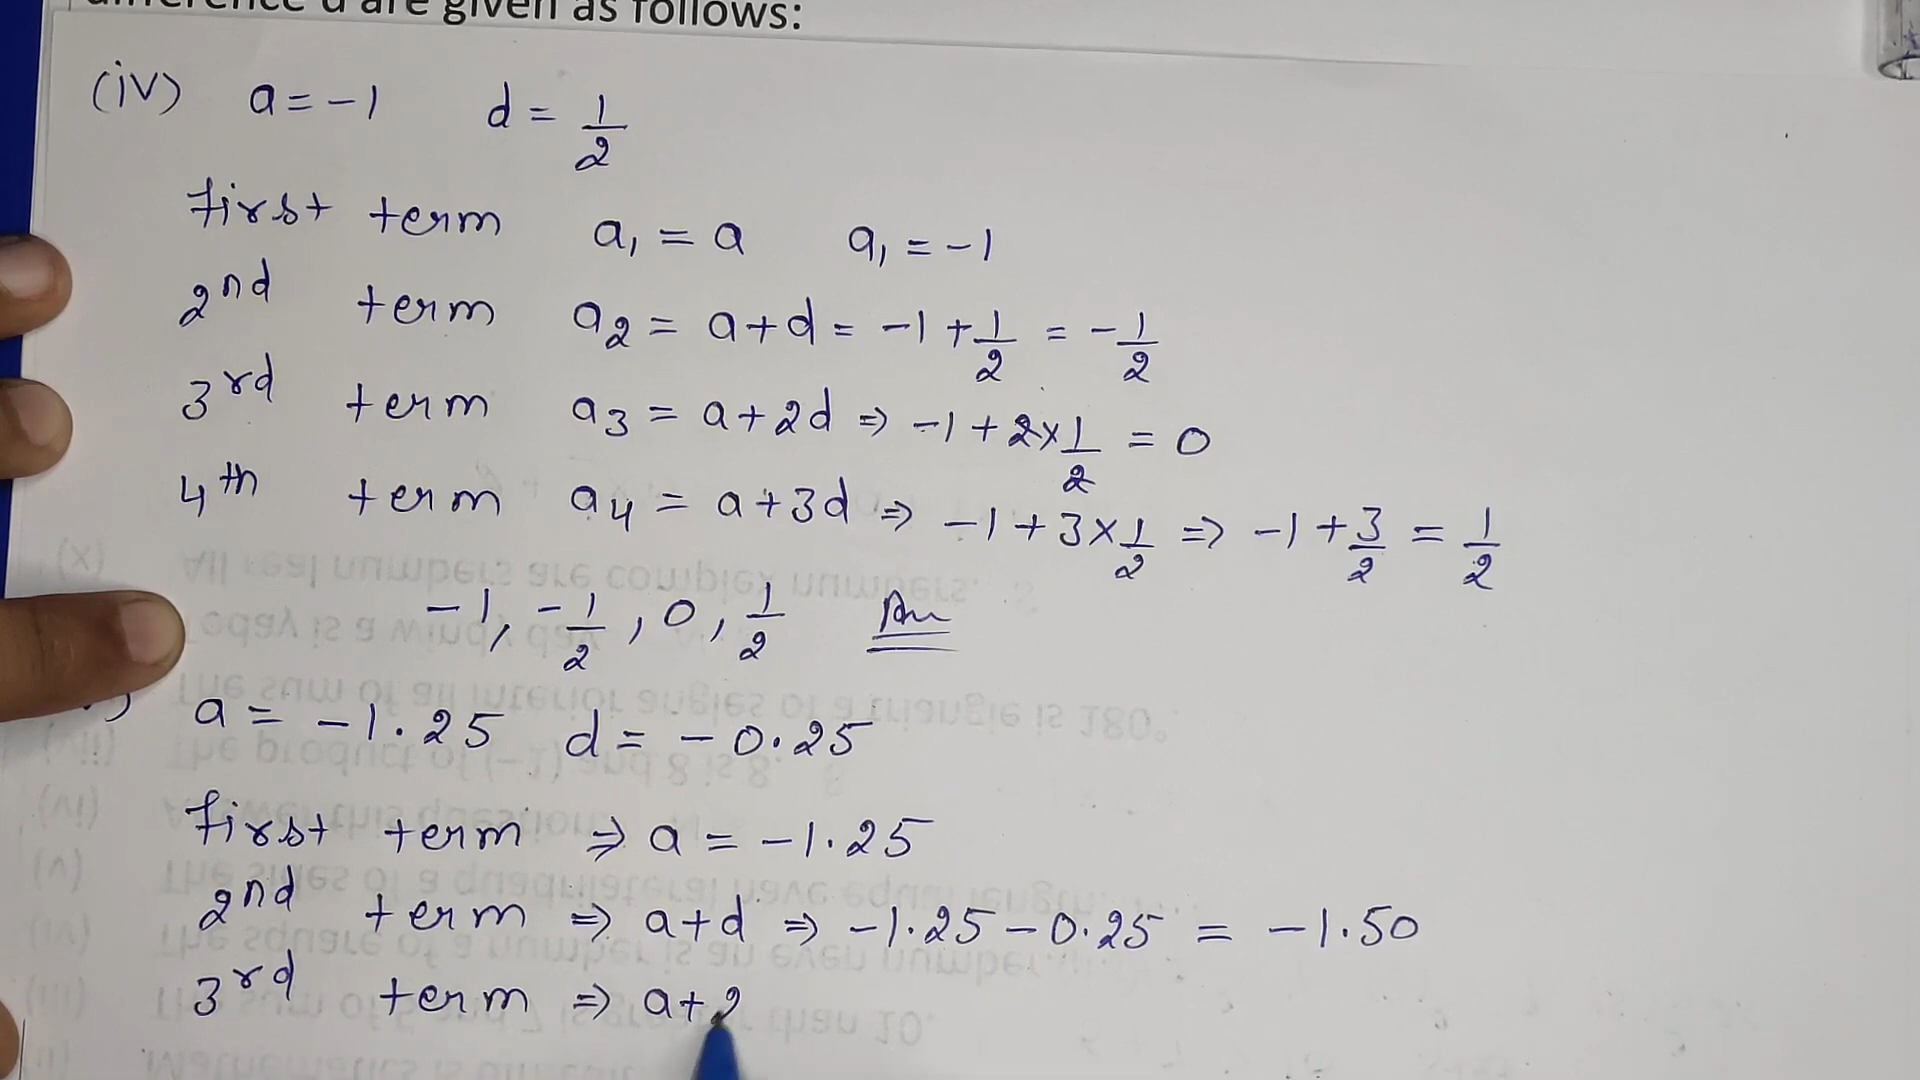 difference d are given as follows:
(iv) a = -1 d = 1/2
first term a₁ = a a₁ = -1
2nd term a₂ = a+d = -1 + 1/2 = -1/2
3rd term a₃ = a+2d ⇒ -1 + 2×1/2 = 0
4th term a₄ = a+3d ⇒ -1 + 3×1/2 ⇒ -1 + 3/2 = 1/2
-1, -1/2, 0, 1/2 Ans
a = -1.25 d = -0.25
first term ⇒ a = -1.25
2nd term ⇒ a+d ⇒ -1.25 - 0.25 = -1.50
3rd term ⇒ a+2